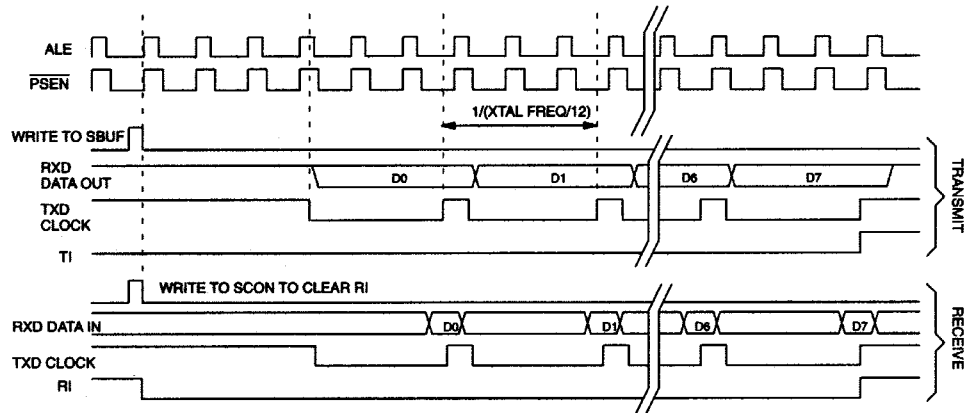 ALE
PSEN
1/(XTAL FREQ/12)
WRITE TO SBUF
RXD
DATA OUT
D0
D1
D6
D7
TXD
CLOCK
TI
TRANSMIT
WRITE TO SCON TO CLEAR RI
RXD DATA IN
D0
D1
D6
D7
TXD CLOCK
RI
RECEIVE